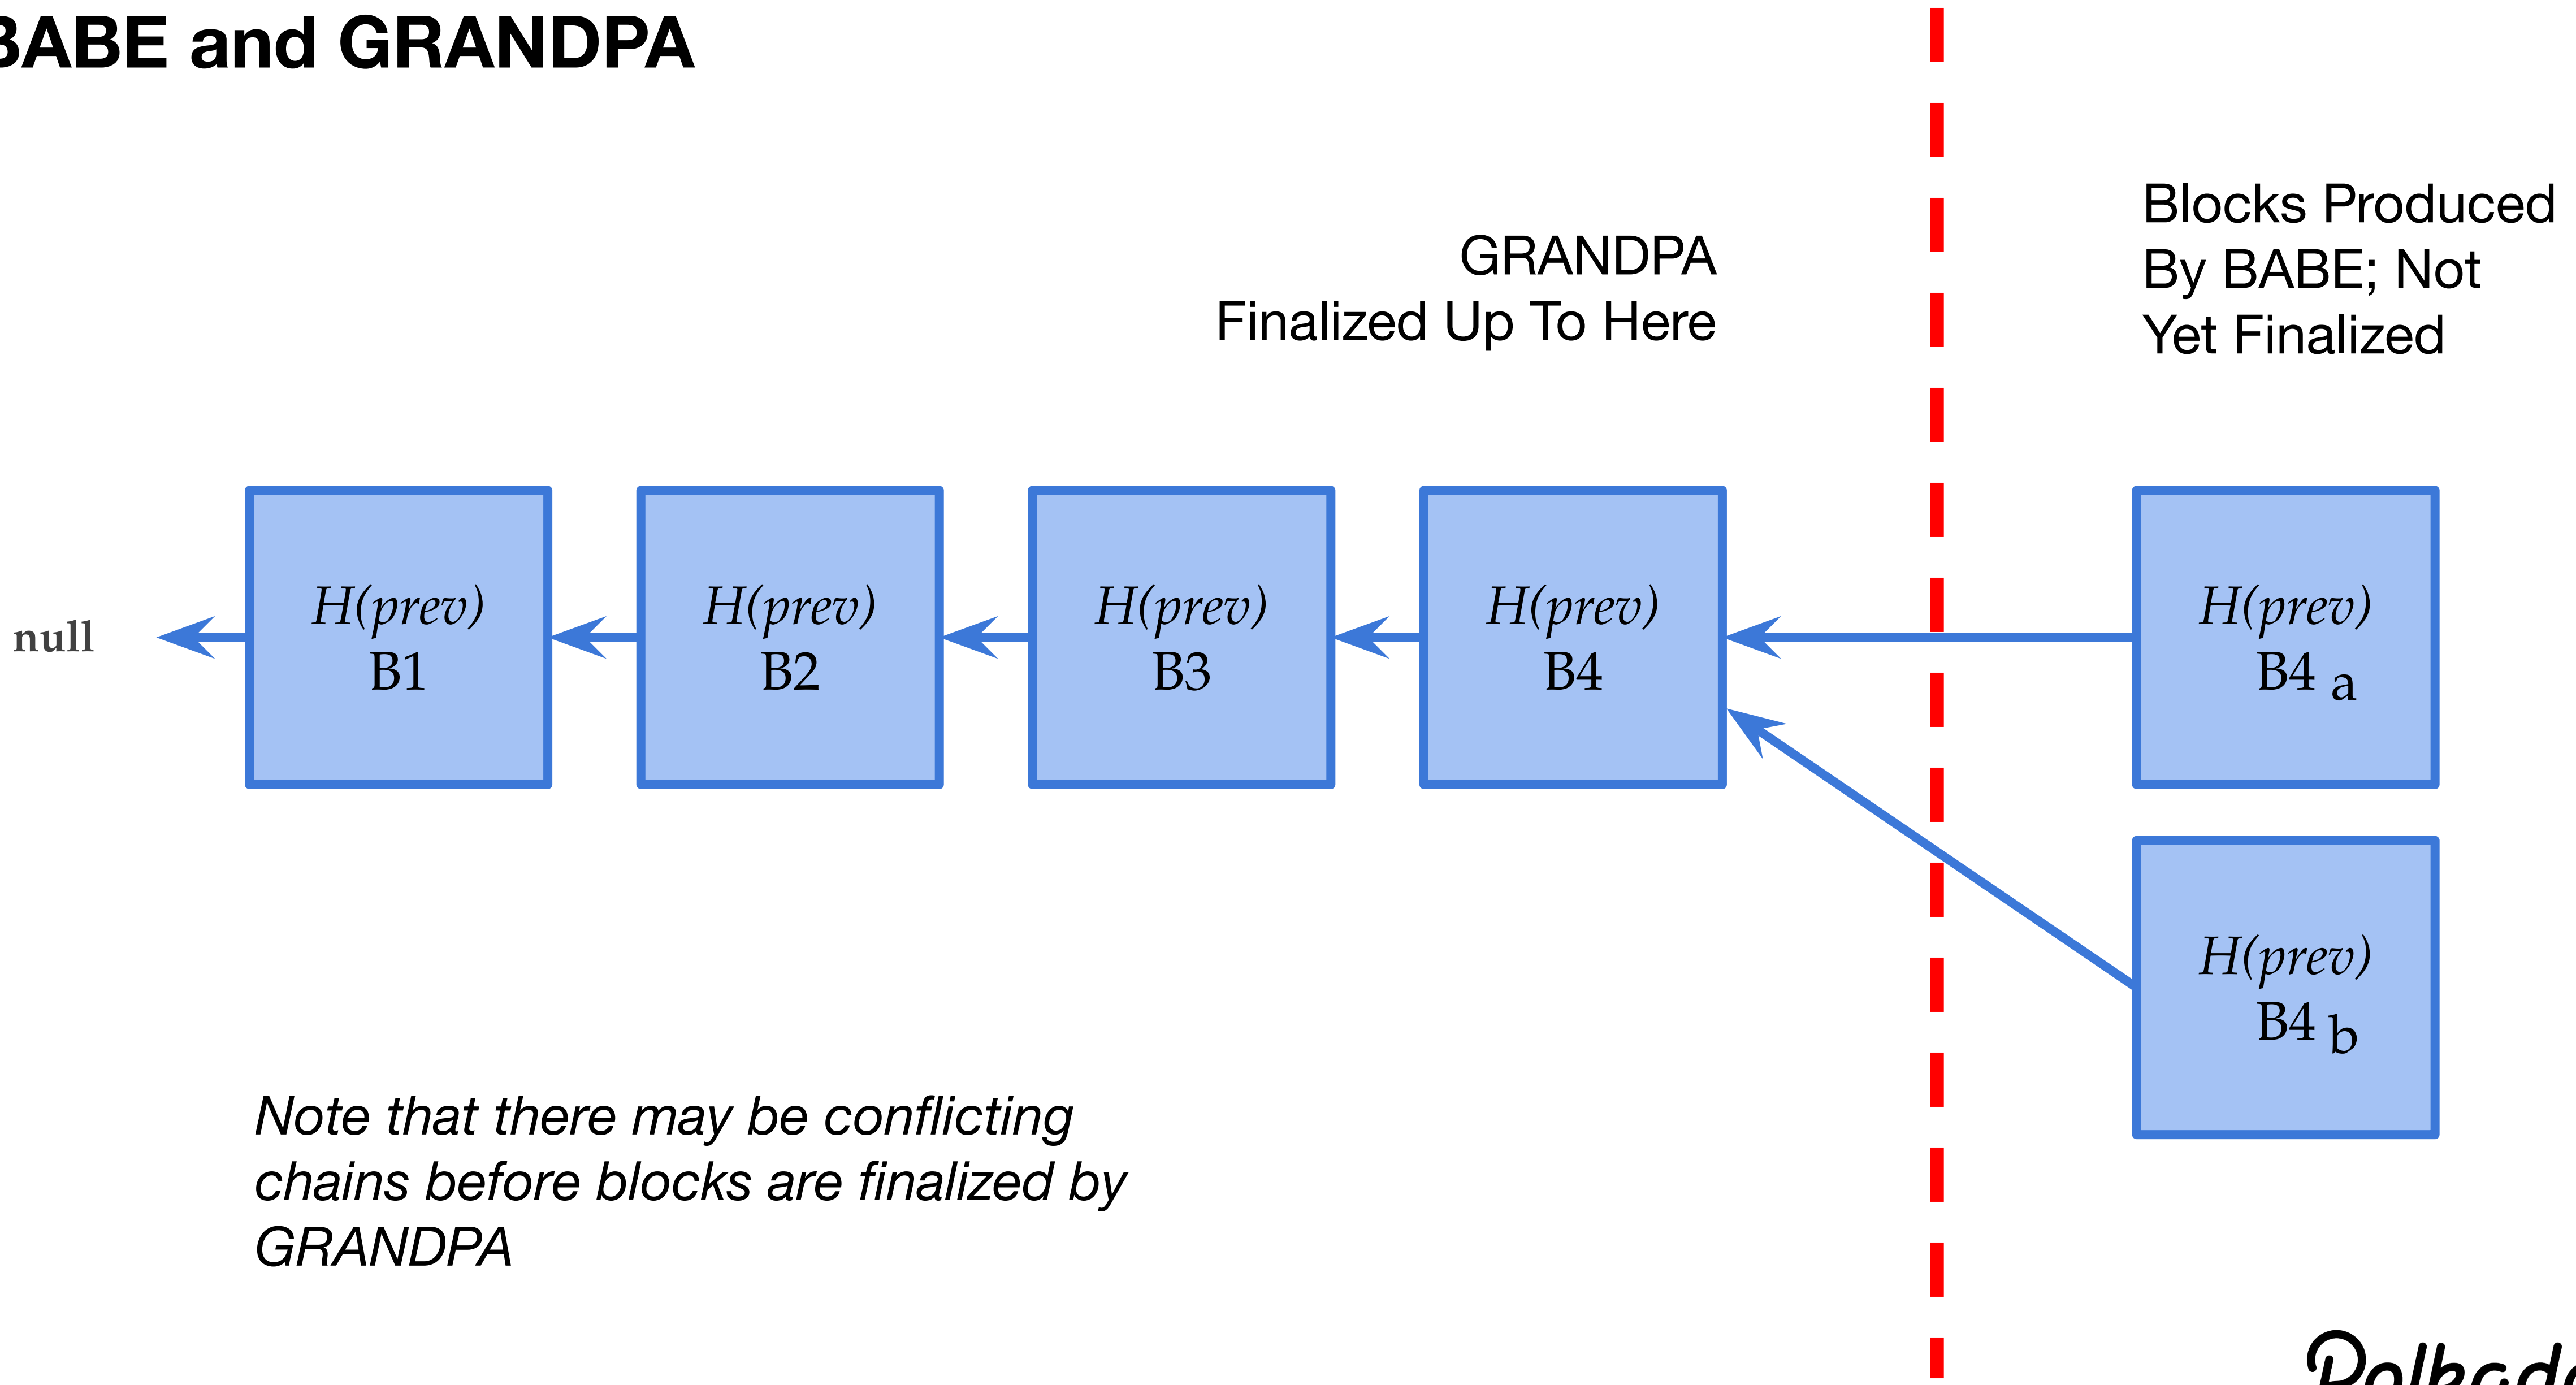 BABE and GRANDPA
GRANDPA
Finalized Up To Here
Blocks Produced
By BABE; Not
Yet Finalized
null
H(prev)
B1
H(prev)
B2
H(prev)
B3
H(prev)
B4
H(prev)
B4 a
H(prev)
B4 b
Note that there may be conflicting
chains before blocks are finalized by
GRANDPA